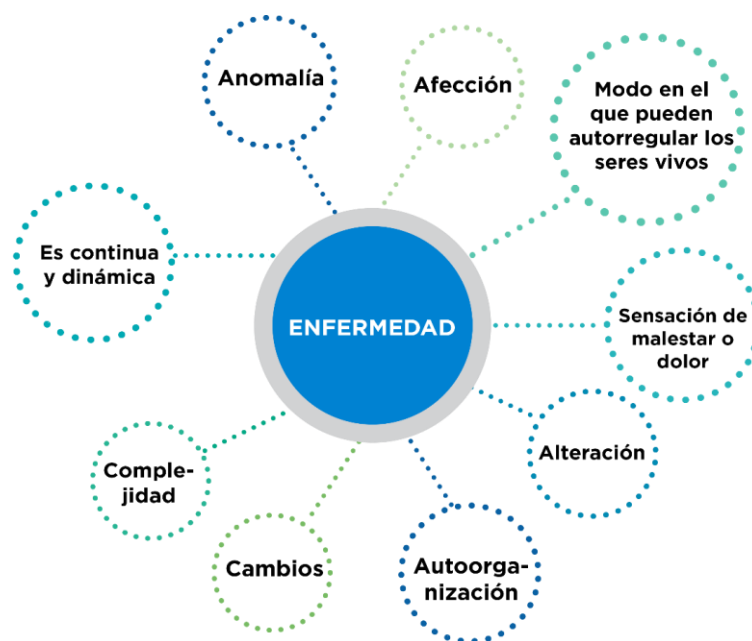 Anomalía
Afección
Modo en el
que pueden
autorregular los
seres vivos
Es continua
y dinámica
ENFERMEDAD
Sensación de
malestar o
dolor
Alteración
Comple-
jidad
Cambios
Autoorga-
nización